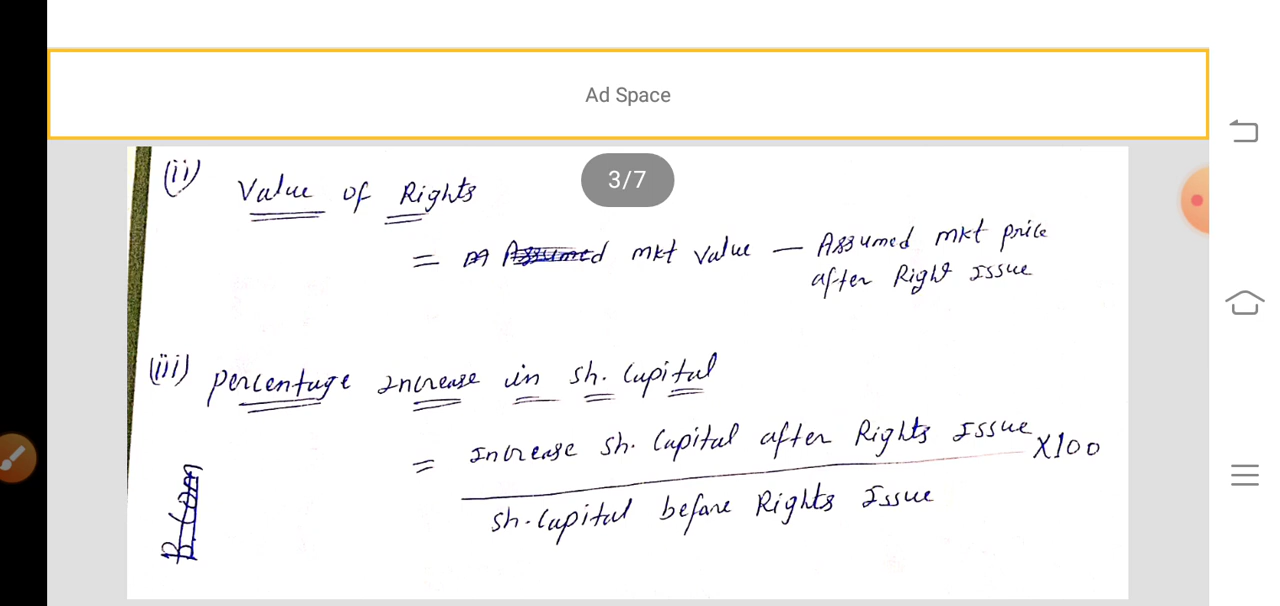 Ad Space
3/7
(ii) Value of Rights
= mkt value — Assumed mkt price
after Right Issue
(iii) percentage increase in sh. Capital
= Increase sh. Capital after Rights Issue X100
sh. Capital before Rights Issue